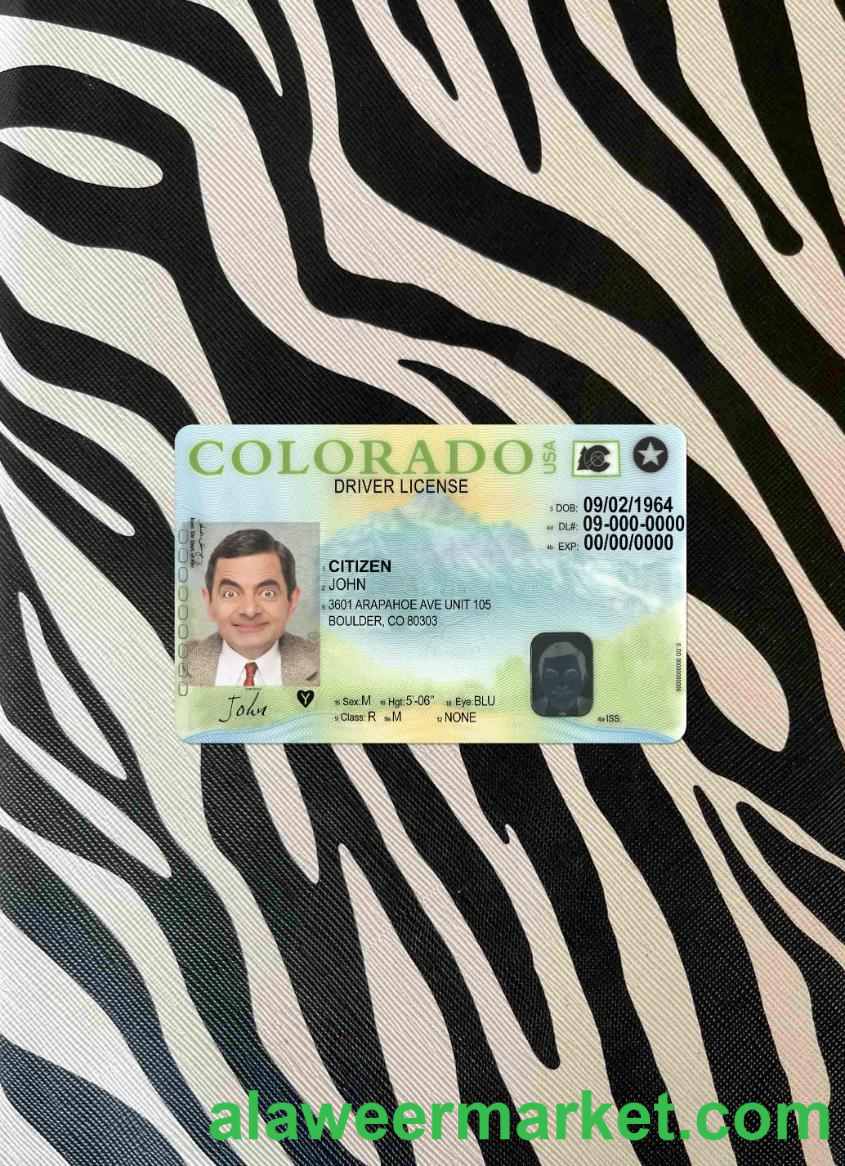 COLORADO USA
DRIVER LICENSE
3 DOB: 09/02/1964
4d DL#: 09-000-0000
4b EXP: 00/00/0000
1 CITIZEN
2 JOHN
8 3601 ARAPAHOE AVE UNIT 105
BOULDER, CO 80303
John
Y
15 Sex: M 16 Hgt: 5'-06" 18 Eye: BLU
9 Class: R 9a M 12 NONE
4a ISS:
alaweermarket.com